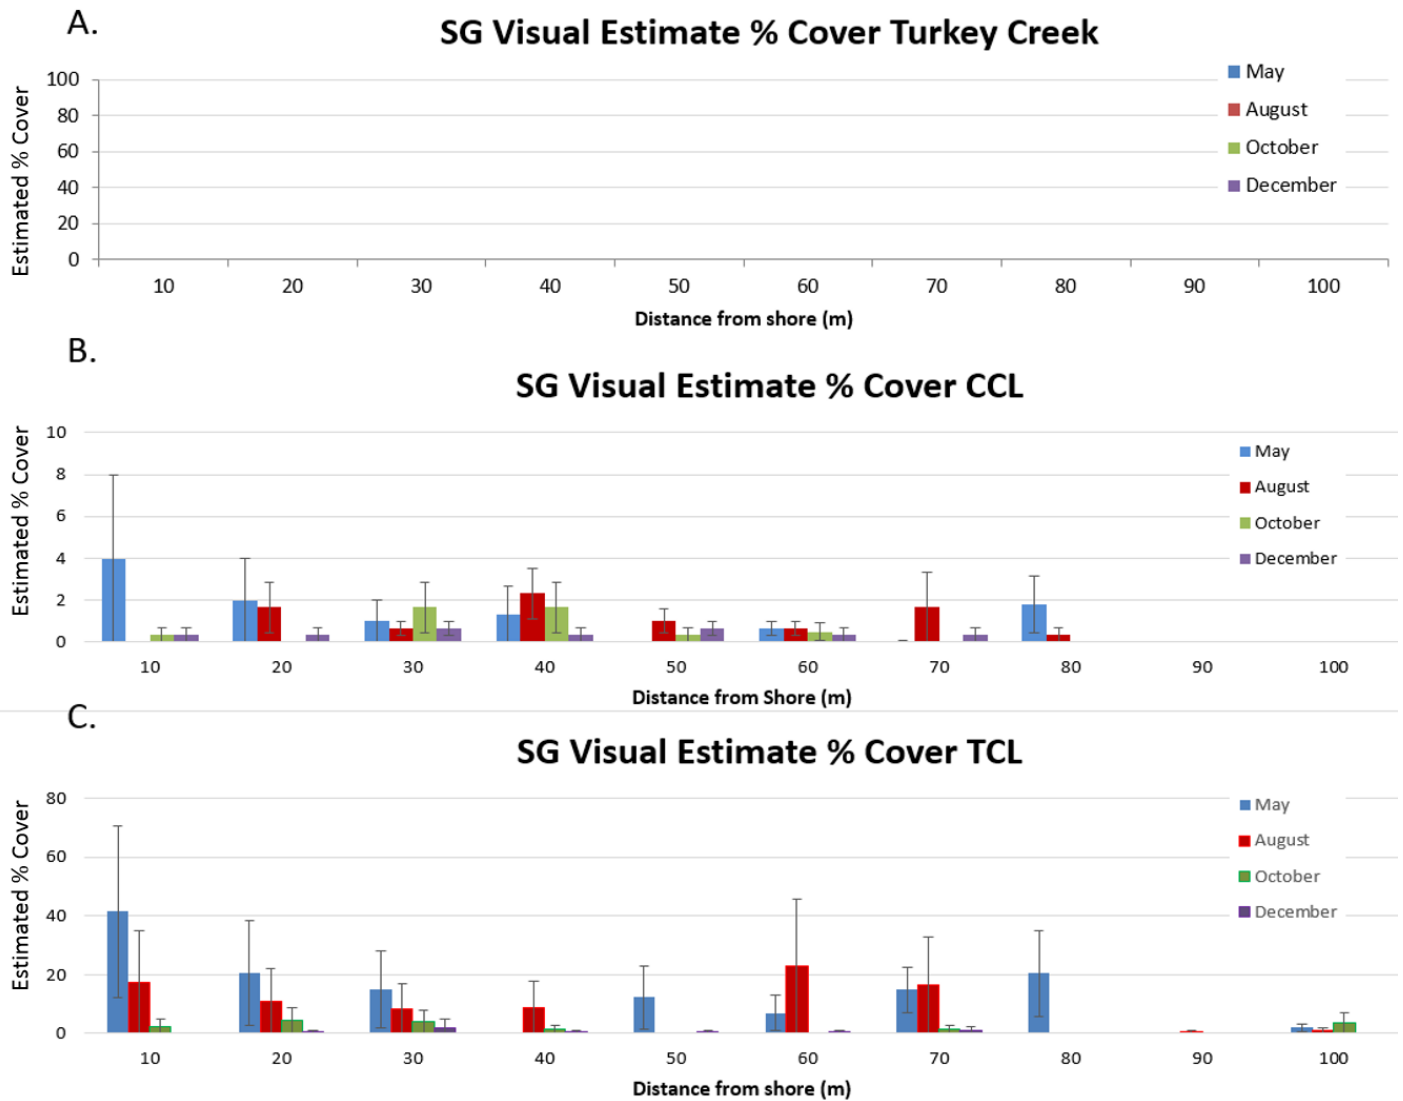 A.
SG Visual Estimate % Cover Turkey Creek
Estimated % Cover
100
80
60
40
20
0
May
August
October
December
10 20 30 40 50 60 70 80 90 100
Distance from shore (m)
B.
SG Visual Estimate % Cover CCL
Estimated % Cover
10
8
6
4
2
0
May
August
October
December
10 20 30 40 50 60 70 80 90 100
Distance from Shore (m)
C.
SG Visual Estimate % Cover TCL
Estimated % Cover
80
60
40
20
0
May
August
October
December
10 20 30 40 50 60 70 80 90 100
Distance from shore (m)